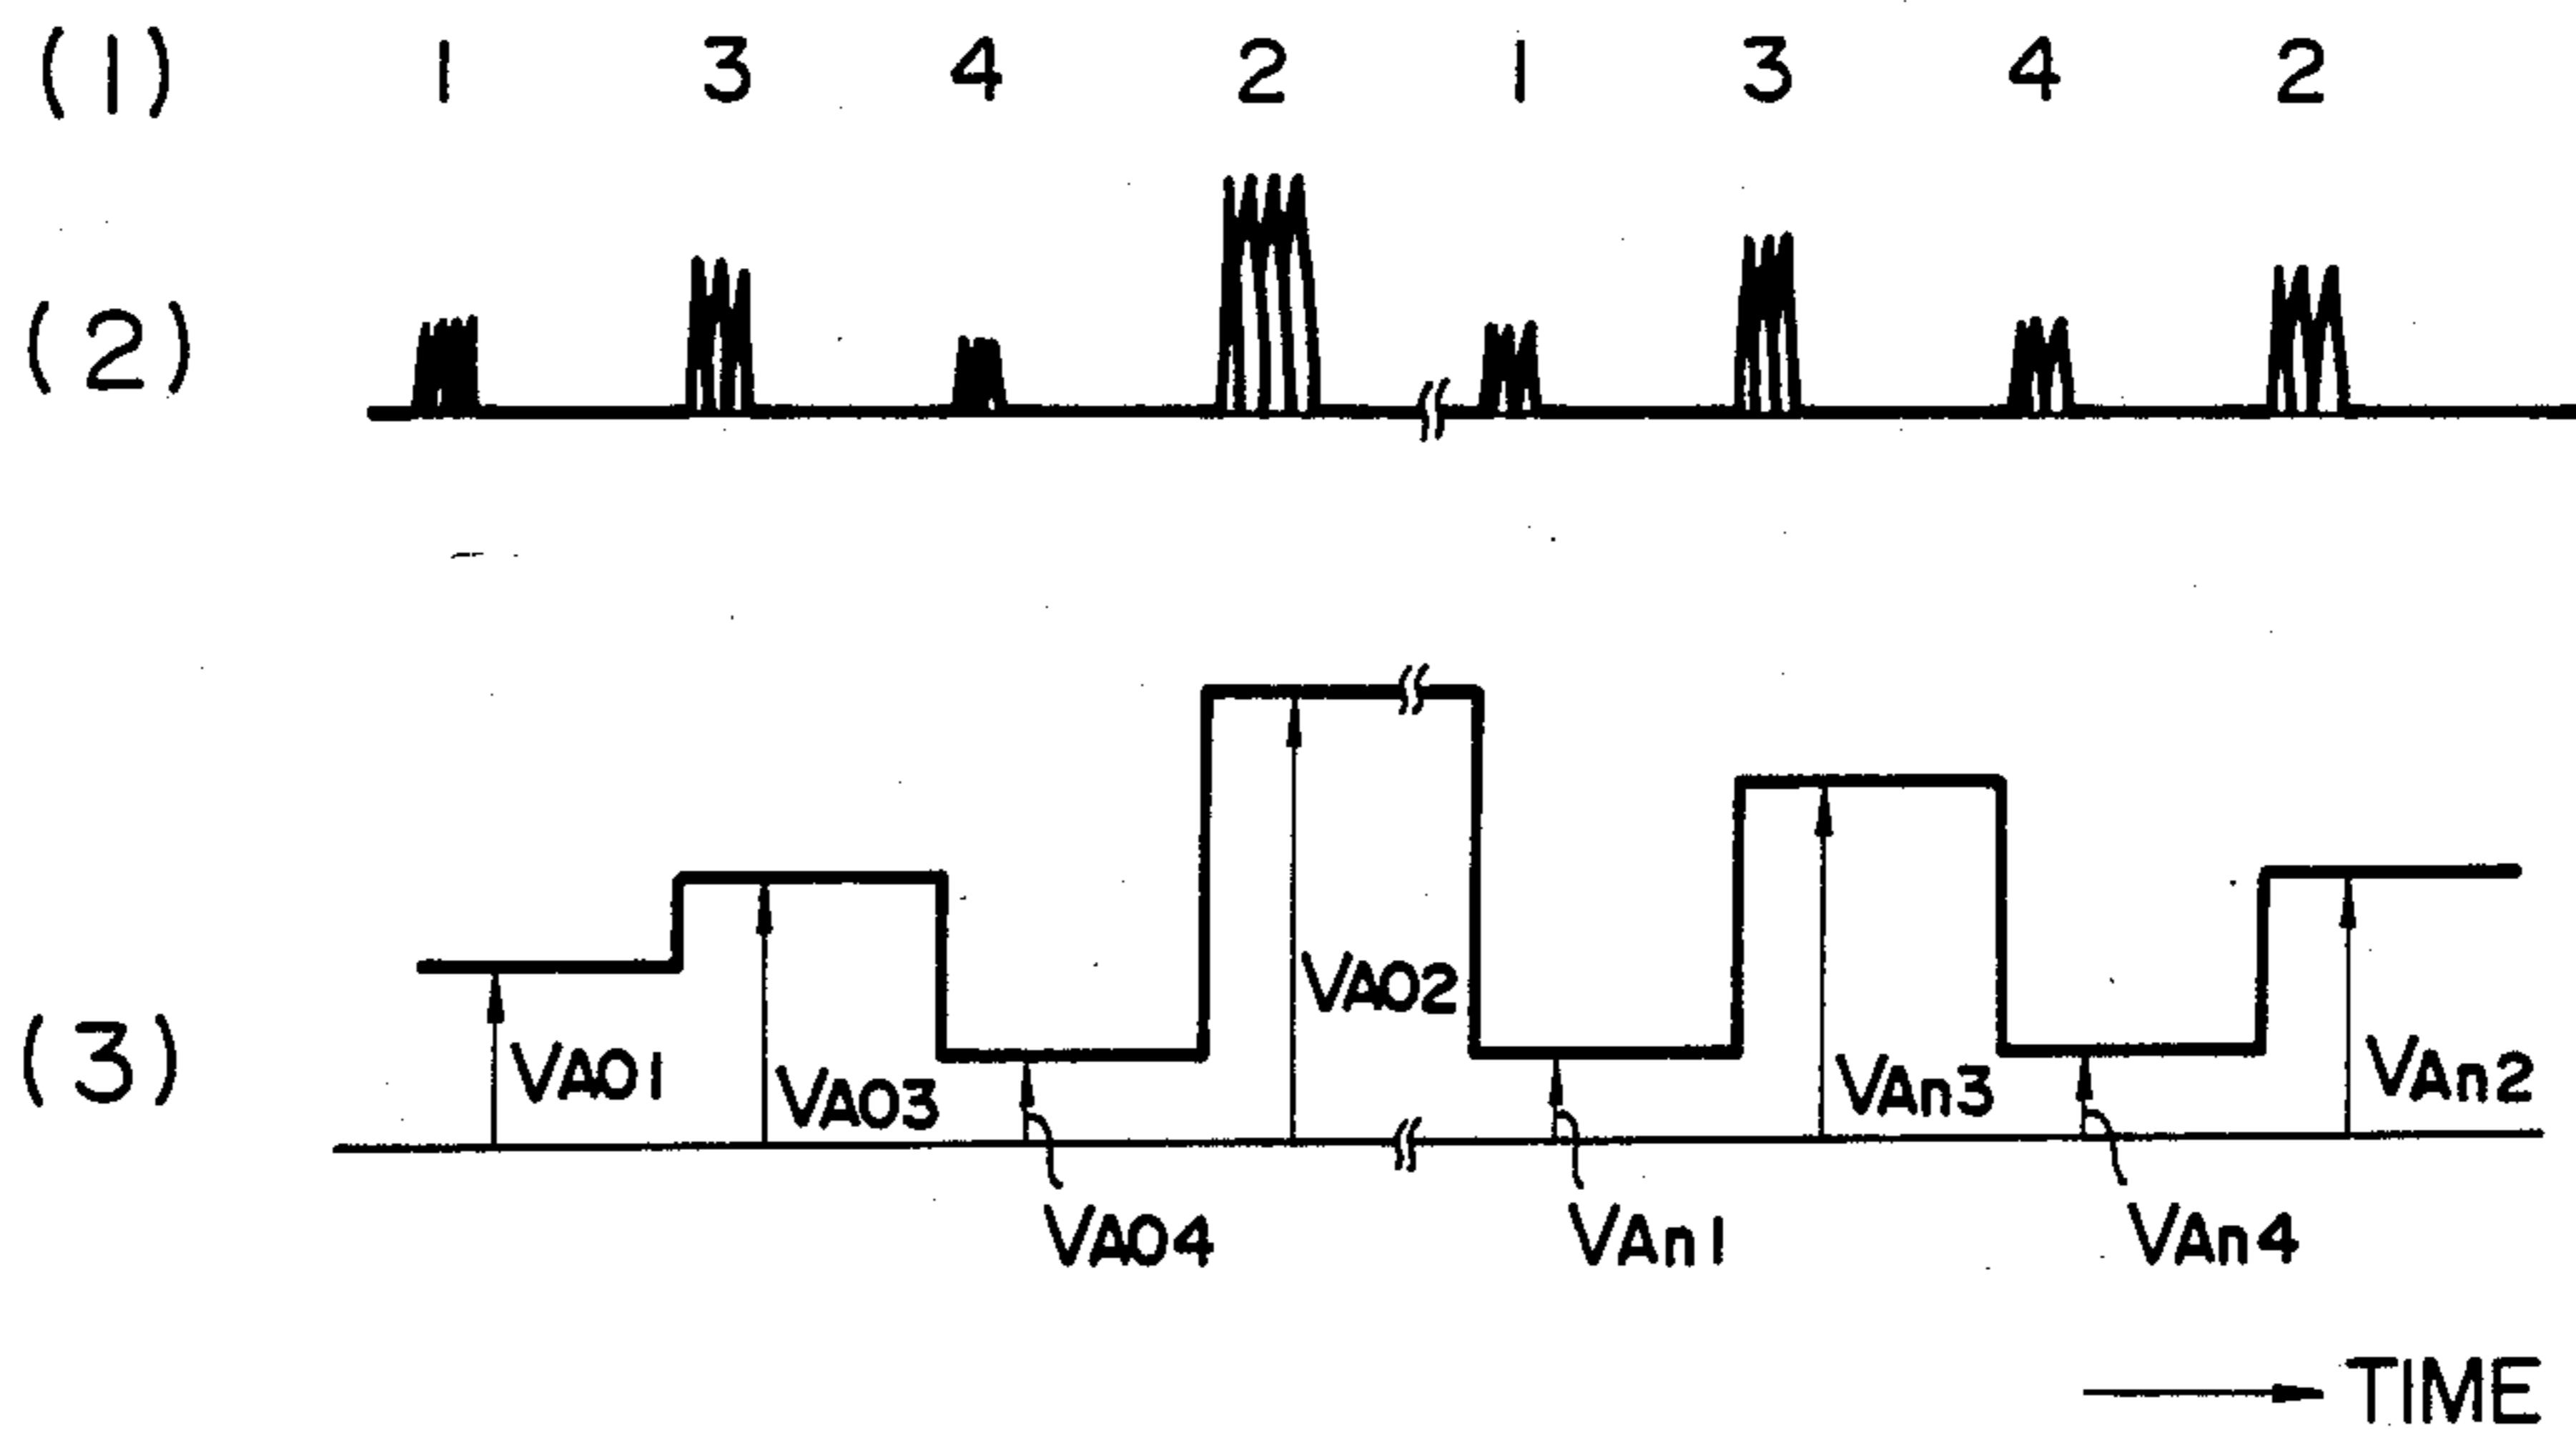 (1) 1 3 4 2 1 3 4 2
(2)
(3) VA01 VA03 VA02 VAn3 VAn2
VA04 VAn1 VAn4
TIME